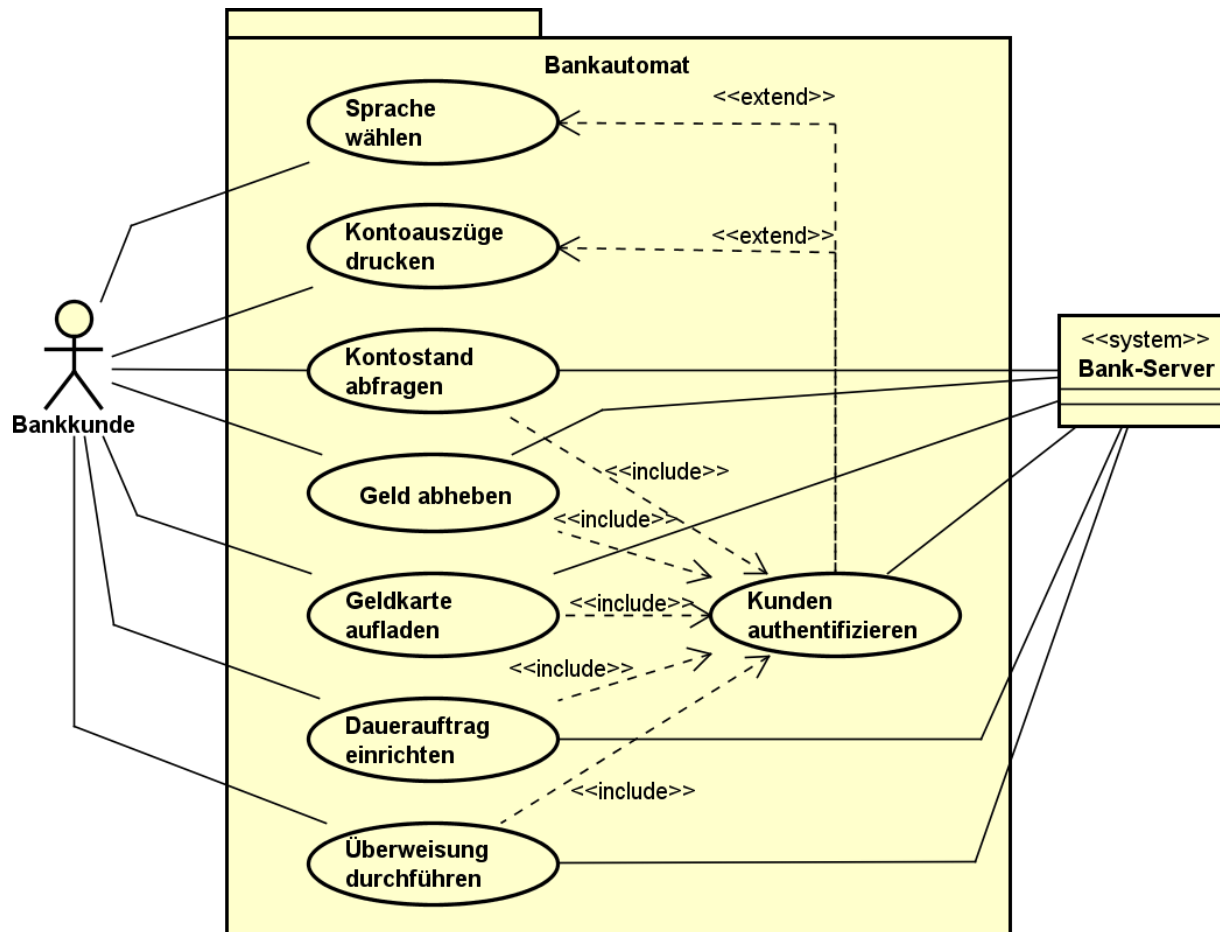 Bankautomat
<<extend>>
Sprache
wählen
<<extend>>
Kontoauszüge
drucken
Kontostand
abfragen
<<system>>
Bank-Server
Bankkunde
<<include>>
Geld abheben
<<include>>
Geldkarte
aufladen
<<include>>
Kunden
authentifizieren
<<include>>
Dauerauftrag
einrichten
<<include>>
Überweisung
durchführen